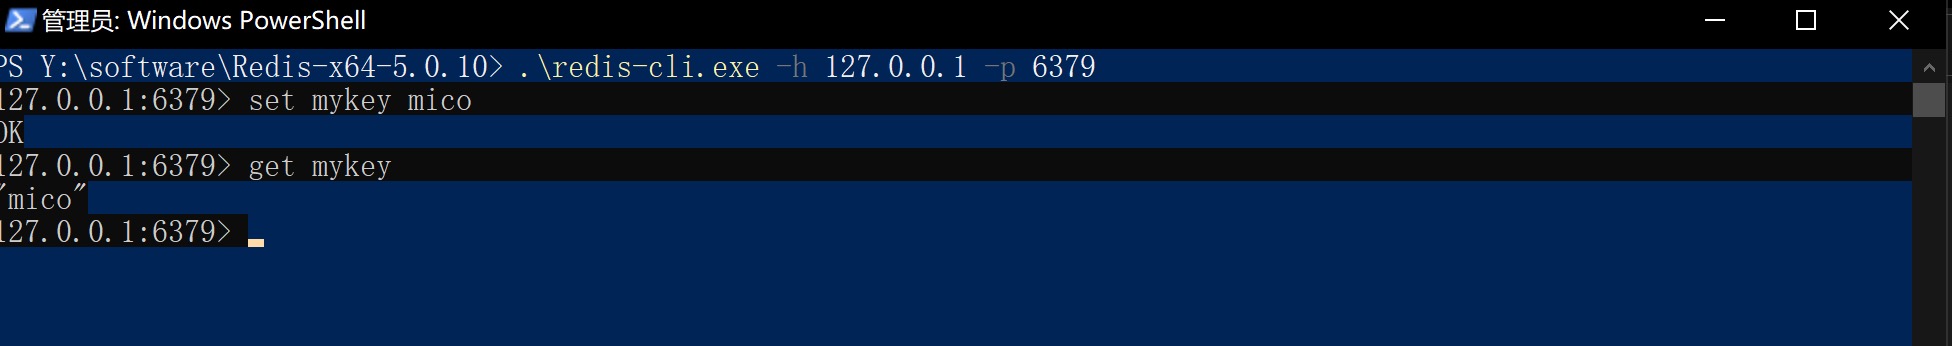 管理员: Windows PowerShell
PS Y:\software\Redis-x64-5.0.10> .\redis-cli.exe -h 127.0.0.1 -p 6379
127.0.0.1:6379> set mykey mico
OK
127.0.0.1:6379> get mykey
"mico"
127.0.0.1:6379>